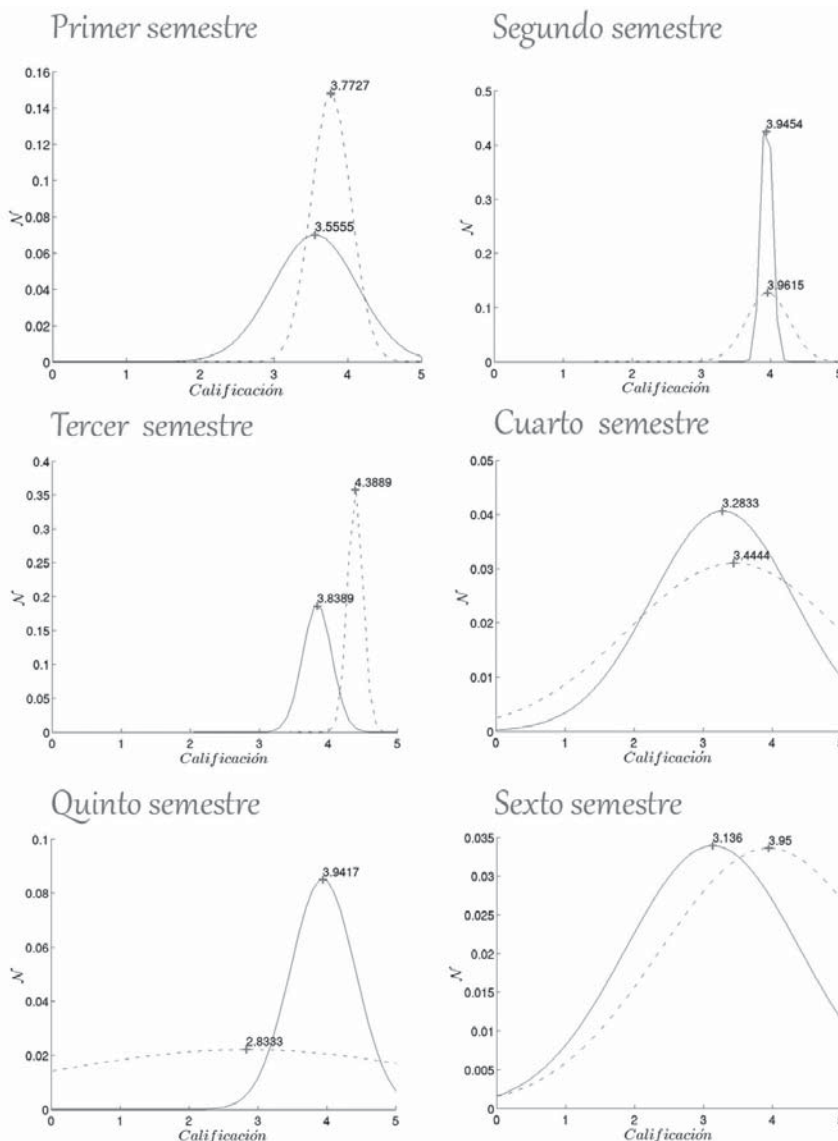 Primer semestre
0.16
0.14
0.12
0.1
0.08
0.06
0.04
0.02
0
𝒩
3.7727
3.5555
0 1 2 3 4 5
Calificación
Segundo semestre
0.5
0.4
0.3
0.2
0.1
0
𝒩
3.9454
3.9615
0 1 2 3 4 5
Calificación
Tercer semestre
0.4
0.35
0.3
0.25
0.2
0.15
0.1
0.05
0
𝒩
4.3889
3.8389
0 1 2 3 4 5
Calificación
Cuarto semestre
0.05
0.04
0.03
0.02
0.01
0
𝒩
3.2833
3.4444
0 1 2 3 4 5
Calificación
Quinto semestre
0.1
0.08
0.06
0.04
0.02
0
𝒩
3.9417
2.8333
0 1 2 3 4 5
Calificación
Sexto semestre
0.035
0.03
0.025
0.02
0.015
0.01
0.005
0
𝒩
3.136
3.95
0 1 2 3 4 5
Calificación